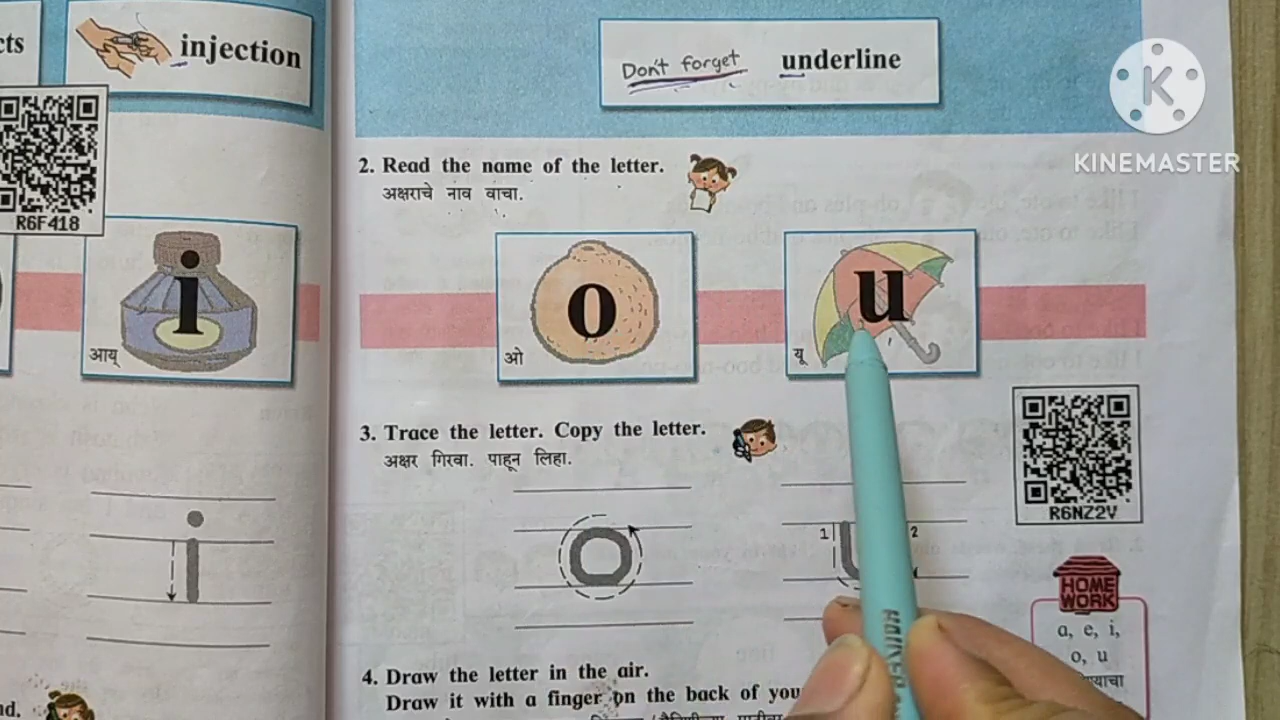 cts
injection
R6F418
i
आय्
Don't forget underline
KINEMASTER
2. Read the name of the letter.
अक्षराचे नाव वाचा.
o
ओ
u
यू
3. Trace the letter. Copy the letter.
अक्षर गिरवा. पाहून लिहा.
i
o
1 2
R6NZ2V
HOME
WORK
a, e, i,
o, u
4. Draw the letter in the air.
Draw it with a finger on the back of you